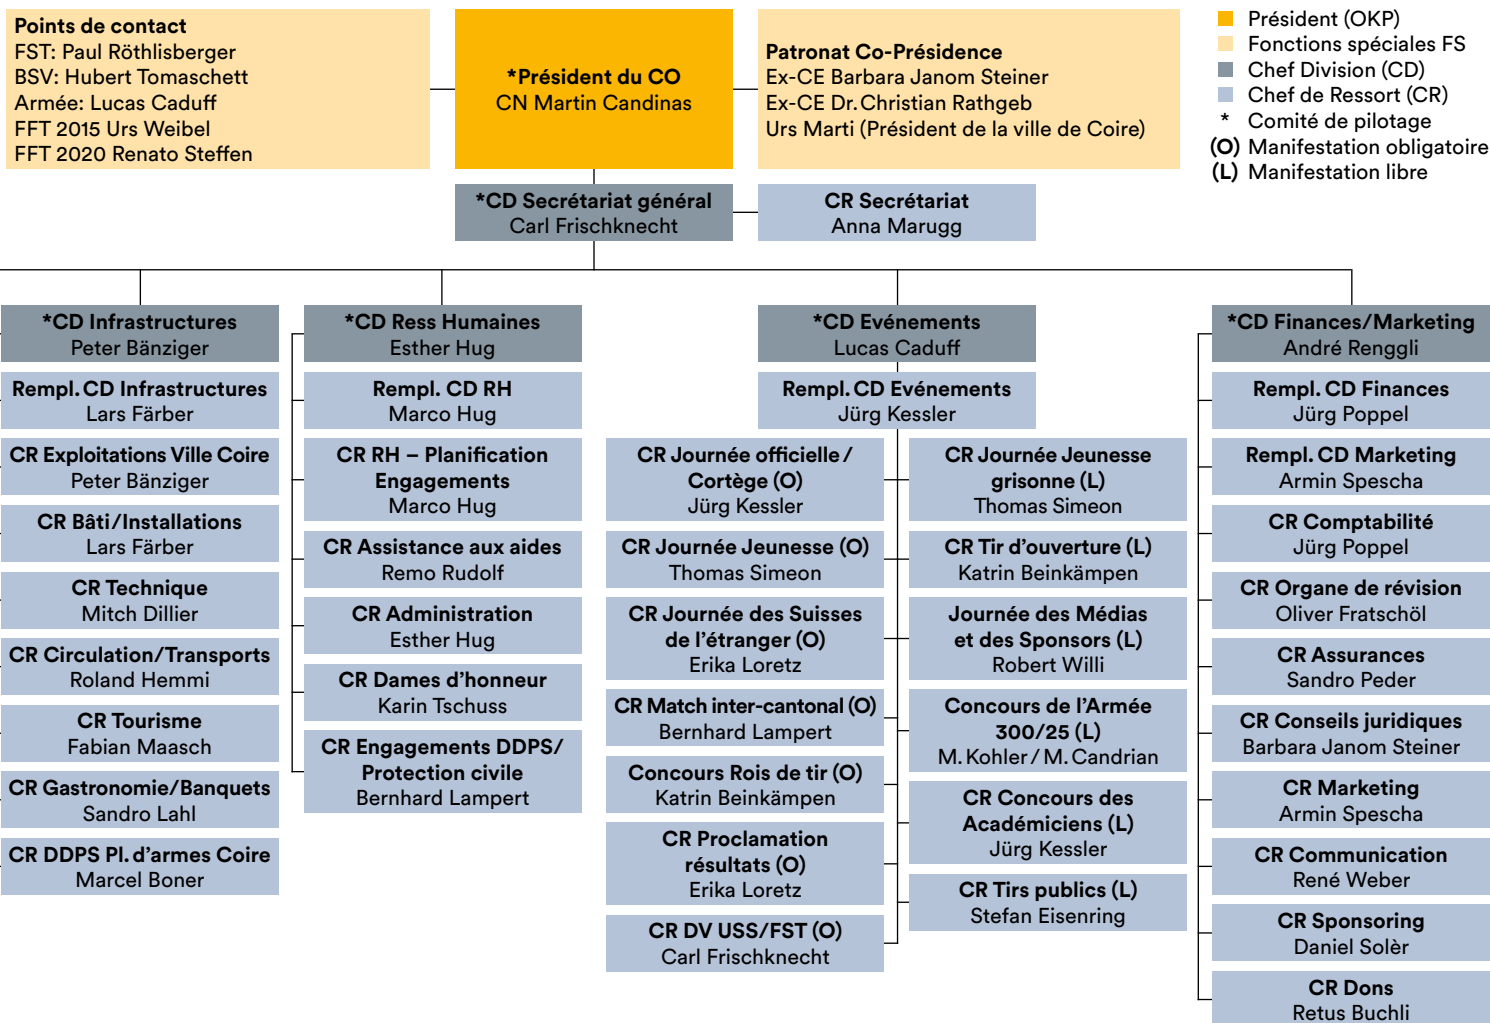 Points de contact
FST: Paul Röthlisberger
BSV: Hubert Tomaschett
Armée: Lucas Caduff
FFT 2015 Urs Weibel
FFT 2020 Renato Steffen
*Président du CO
CN Martin Candinas
Patronat Co-Présidence
Ex-CE Barbara Janom Steiner
Ex-CE Dr. Christian Rathgeb
Urs Marti (Président de la ville de Coire)
Président (OKP)
Fonctions spéciales FS
Chef Division (CD)
Chef de Ressort (CR)
* Comité de pilotage
(O) Manifestation obligatoire
(L) Manifestation libre
*CD Secrétariat général
Carl Frischknecht
CR Secrétariat
Anna Marugg
*CD Infrastructures
Peter Bänziger
Rempl. CD Infrastructures
Lars Färber
CR Exploitations Ville Coire
Peter Bänziger
CR Bâti/Installations
Lars Färber
CR Technique
Mitch Dillier
CR Circulation/Transports
Roland Hemmi
CR Tourisme
Fabian Maasch
CR Gastronomie/Banquets
Sandro Lahl
CR DDPS Pl. d'armes Coire
Marcel Boner
*CD Ress Humaines
Esther Hug
Rempl. CD RH
Marco Hug
CR RH – Planification
Engagements
Marco Hug
CR Assistance aux aides
Remo Rudolf
CR Administration
Esther Hug
CR Dames d'honneur
Karin Tschuss
CR Engagements DDPS/
Protection civile
Bernhard Lampert
*CD Evénements
Lucas Caduff
Rempl. CD Evénements
Jürg Kessler
CR Journée officielle /
Cortège (O)
Jürg Kessler
CR Journée Jeunesse (O)
Thomas Simeon
CR Journée des Suisses
de l'étranger (O)
Erika Loretz
CR Match inter-cantonal (O)
Bernhard Lampert
Concours Rois de tir (O)
Katrin Beinkämpen
CR Proclamation
résultats (O)
Erika Loretz
CR DV USS/FST (O)
Carl Frischknecht
CR Journée Jeunesse
grisonne (L)
Thomas Simeon
CR Tir d'ouverture (L)
Katrin Beinkämpen
Journée des Médias
et des Sponsors (L)
Robert Willi
Concours de l'Armée
300/25 (L)
M. Kohler / M. Candrian
CR Concours des
Académiciens (L)
Jürg Kessler
CR Tirs publics (L)
Stefan Eisenring
*CD Finances/Marketing
André Renggli
Rempl. CD Finances
Jürg Poppel
Rempl. CD Marketing
Armin Spescha
CR Comptabilité
Jürg Poppel
CR Organe de révision
Oliver Fratschöl
CR Assurances
Sandro Peder
CR Conseils juridiques
Barbara Janom Steiner
CR Marketing
Armin Spescha
CR Communication
René Weber
CR Sponsoring
Daniel Solèr
CR Dons
Retus Buchli